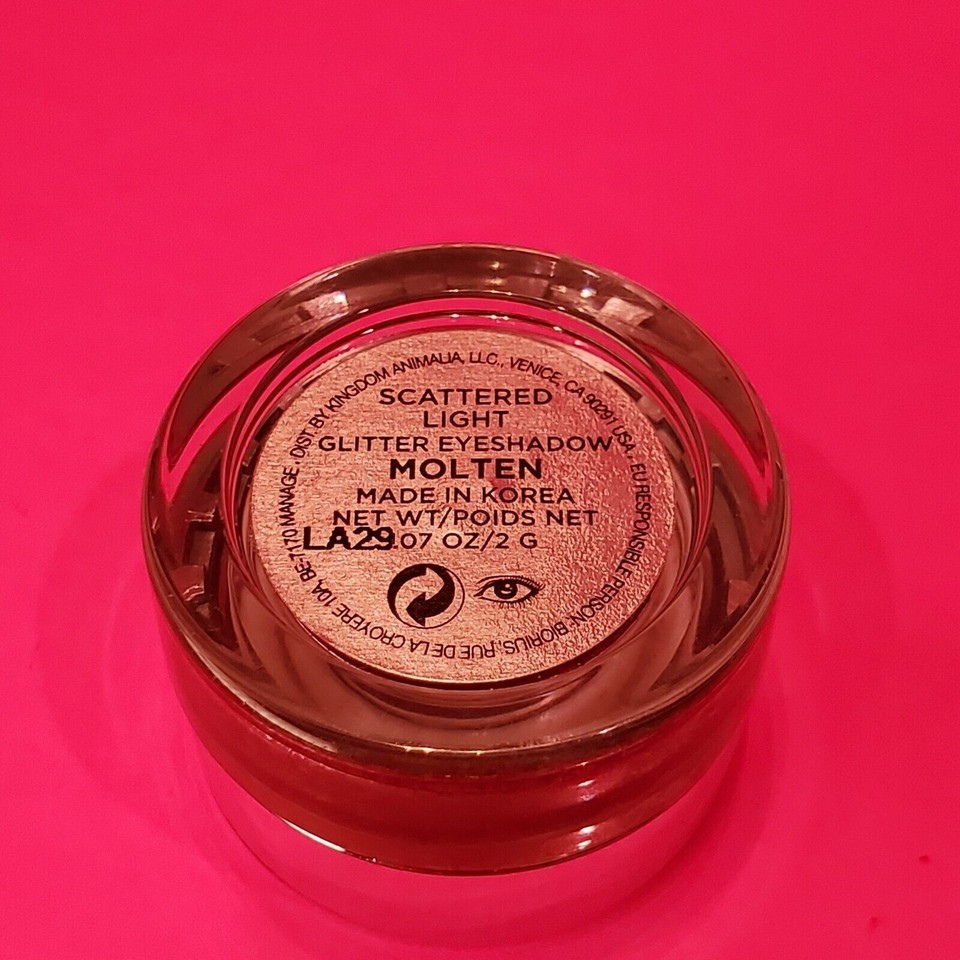 SCATTERED
LIGHT
GLITTER EYESHADOW
MOLTEN
MADE IN KOREA
NET WT/POIDS NET
.07 OZ/2 G
LA29
DIST. BY KINGDOM ANIMALIA, LLC., VENICE, CA 90291 USA . EU RESPONSIBLE PERSON: BIORIUS, RUE DE LA CROYERE 10A, BE-7170 MANAGE .